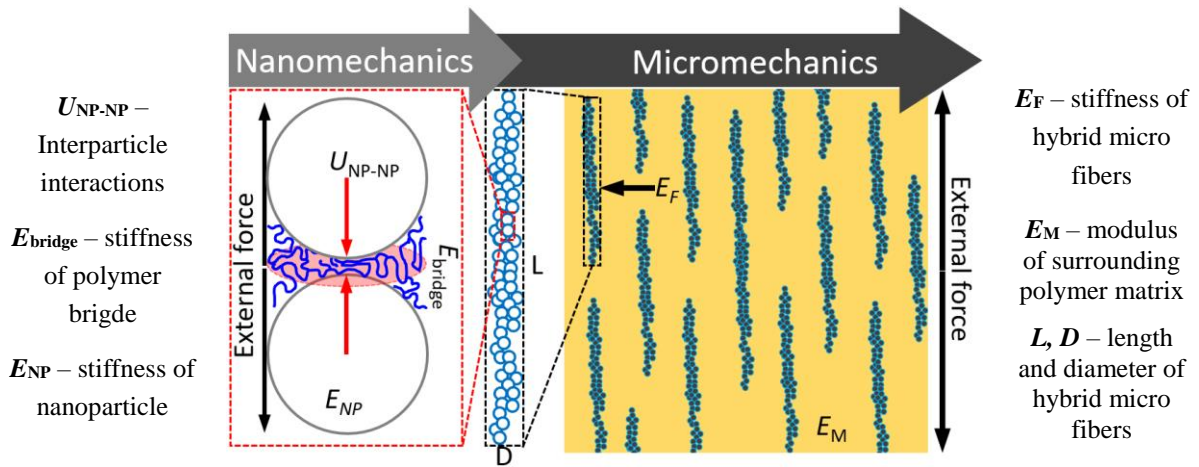 Nanomechanics
Micromechanics
U_NP-NP –
Interparticle
interactions
E_bridge – stiffness
of polymer
brigde
E_NP – stiffness of
nanoparticle
External force
U_NP-NP
E_bridge
E_NP
L
D
E_F
E_M
External force
E_F – stiffness of
hybrid micro
fibers
E_M – modulus
of surrounding
polymer matrix
L, D – length
and diameter of
hybrid micro
fibers